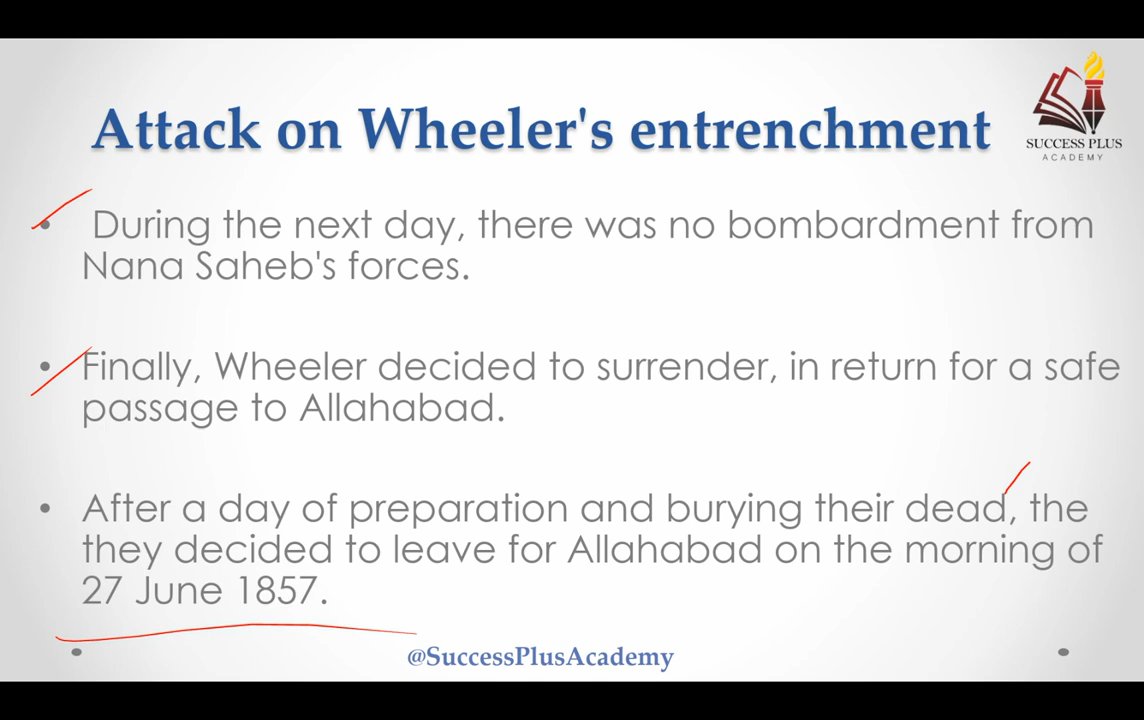 Attack on Wheeler's entrenchment
SUCCESS PLUS
ACADEMY
• During the next day, there was no bombardment from
Nana Saheb's forces.
• Finally, Wheeler decided to surrender, in return for a safe
passage to Allahabad.
• After a day of preparation and burying their dead, the
they decided to leave for Allahabad on the morning of
27 June 1857.
@SuccessPlusAcademy